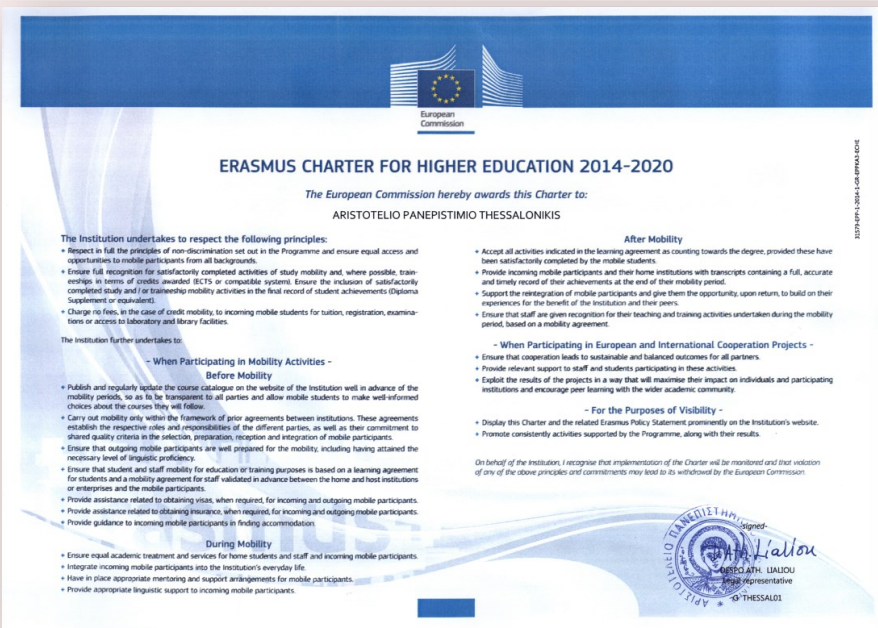 European
Commission
ERASMUS CHARTER FOR HIGHER EDUCATION 2014-2020
The European Commission hereby awards this Charter to:
ARISTOTELIO PANEPISTIMIO THESSALONIKIS
The Institution undertakes to respect the following principles:
+ Respect in full the principles of non-discrimination set out in the Programme and ensure equal access and
opportunities to mobile participants from all backgrounds.
+ Ensure full recognition for satisfactorily completed activities of study mobility and, where possible, train-
eeships in terms of credits awarded (ECTS or compatible system). Ensure the inclusion of satisfactorily
completed study and / or traineeship mobility activities in the final record of student achievements (Diploma
Supplement or equivalent).
+ Charge no fees, in the case of credit mobility, to incoming mobile students for tuition, registration, examina-
tions or access to laboratory and library facilities.
The Institution further undertakes to:
- When Participating in Mobility Activities -
Before Mobility
+ Publish and regularly update the course catalogue on the website of the Institution well in advance of the
mobility periods, so as to be transparent to all parties and allow mobile students to make well-informed
choices about the courses they will follow.
+ Carry out mobility only within the framework of prior agreements between institutions. These agreements
establish the respective roles and responsibilities of the different parties, as well as their commitment to
shared quality criteria in the selection, preparation, reception and integration of mobile participants.
+ Ensure that outgoing mobile participants are well prepared for the mobility, including having attained the
necessary level of linguistic proficiency.
+ Ensure that student and staff mobility for education or training purposes is based on a learning agreement
for students and a mobility agreement for staff validated in advance between the home and host institutions
or enterprises and the mobile participants.
+ Provide assistance related to obtaining visas, when required, for incoming and outgoing mobile participants.
+ Provide assistance related to obtaining insurance, when required, for incoming and outgoing mobile participants.
+ Provide guidance to incoming mobile participants in finding accommodation.
During Mobility
+ Ensure equal academic treatment and services for home students and staff and incoming mobile participants.
+ Integrate incoming mobile participants into the Institution's everyday life.
+ Have in place appropriate mentoring and support arrangements for mobile participants.
+ Provide appropriate linguistic support to incoming mobile participants.
After Mobility
+ Accept all activities indicated in the learning agreement as counting towards the degree, provided these have
been satisfactorily completed by the mobile students.
+ Provide incoming mobile participants and their home institutions with transcripts containing a full, accurate
and timely record of their achievements at the end of their mobility period.
+ Support the reintegration of mobile participants and give them the opportunity, upon return, to build on their
experiences for the benefit of the Institution and their peers.
+ Ensure that staff are given recognition for their teaching and training activities undertaken during the mobility
period, based on a mobility agreement.
- When Participating in European and International Cooperation Projects -
+ Ensure that cooperation leads to sustainable and balanced outcomes for all partners.
+ Provide relevant support to staff and students participating in these activities.
+ Exploit the results of the projects in a way that will maximise their impact on individuals and participating
institutions and encourage peer learning with the wider academic community.
- For the Purposes of Visibility -
+ Display this Charter and the related Erasmus Policy Statement prominently on the Institution's website.
+ Promote consistently activities supported by the Programme, along with their results.
On behalf of the Institution, I recognise that implementation of the Charter will be monitored and that violation
of any of the above principles and commitments may lead to its withdrawal by the European Commission.
-signed-
Lialiou
DESPO ATH. LIALIOU
Legal representative
G THESSAL01
ΑΡΙΣΤΟΤΕΛΕΙΟ ΠΑΝΕΠΙΣΤΗΜ